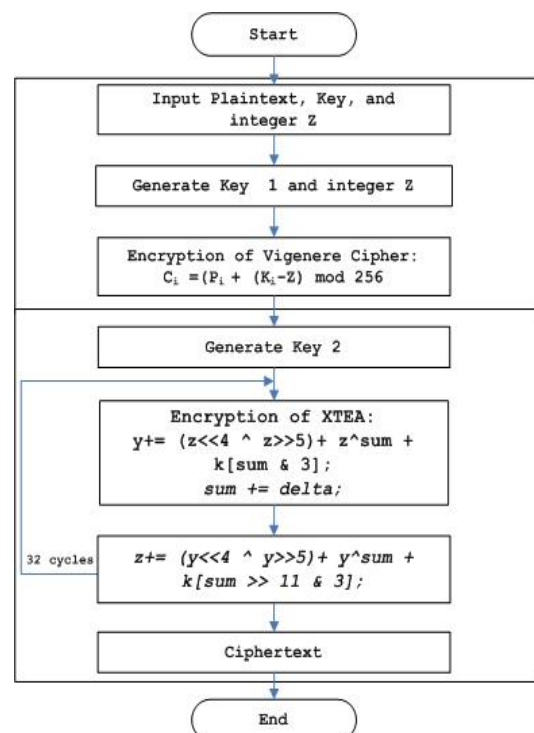 Start
Input Plaintext, Key, and
integer Z
Generate Key 1 and integer Z
Encryption of Vigenere Cipher:
Cᵢ =(Pᵢ + (Kᵢ-Z) mod 256
Generate Key 2
Encryption of XTEA:
y+= (z<<4 ^ z>>5)+ z^sum +
k[sum & 3];
sum += delta;
32 cycles
z+= (y<<4 ^ y>>5)+ y^sum +
k[sum >> 11 & 3];
Ciphertext
End